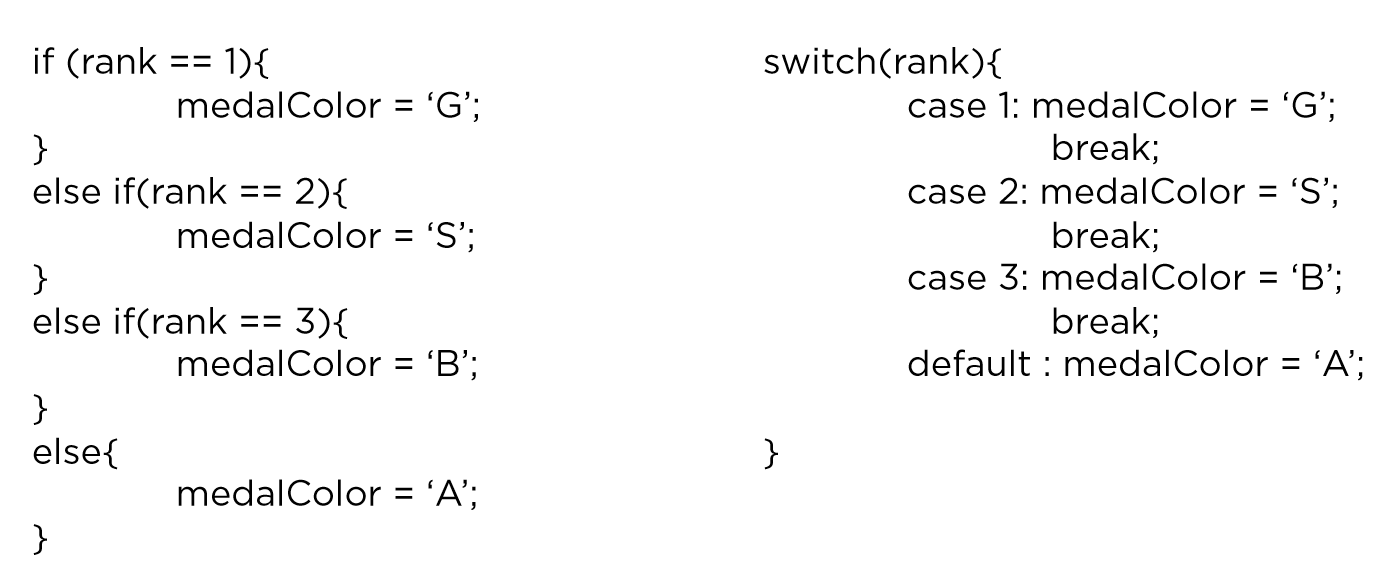 if (rank == 1){
medalColor = ‘G’;
}
else if(rank == 2){
medalColor = ‘S’;
}
else if(rank == 3){
medalColor = ‘B’;
}
else{
medalColor = ‘A’;
}
switch(rank){
case 1: medalColor = ‘G’;
break;
case 2: medalColor = ‘S’;
break;
case 3: medalColor = ‘B’;
break;
default : medalColor = ‘A’;
}